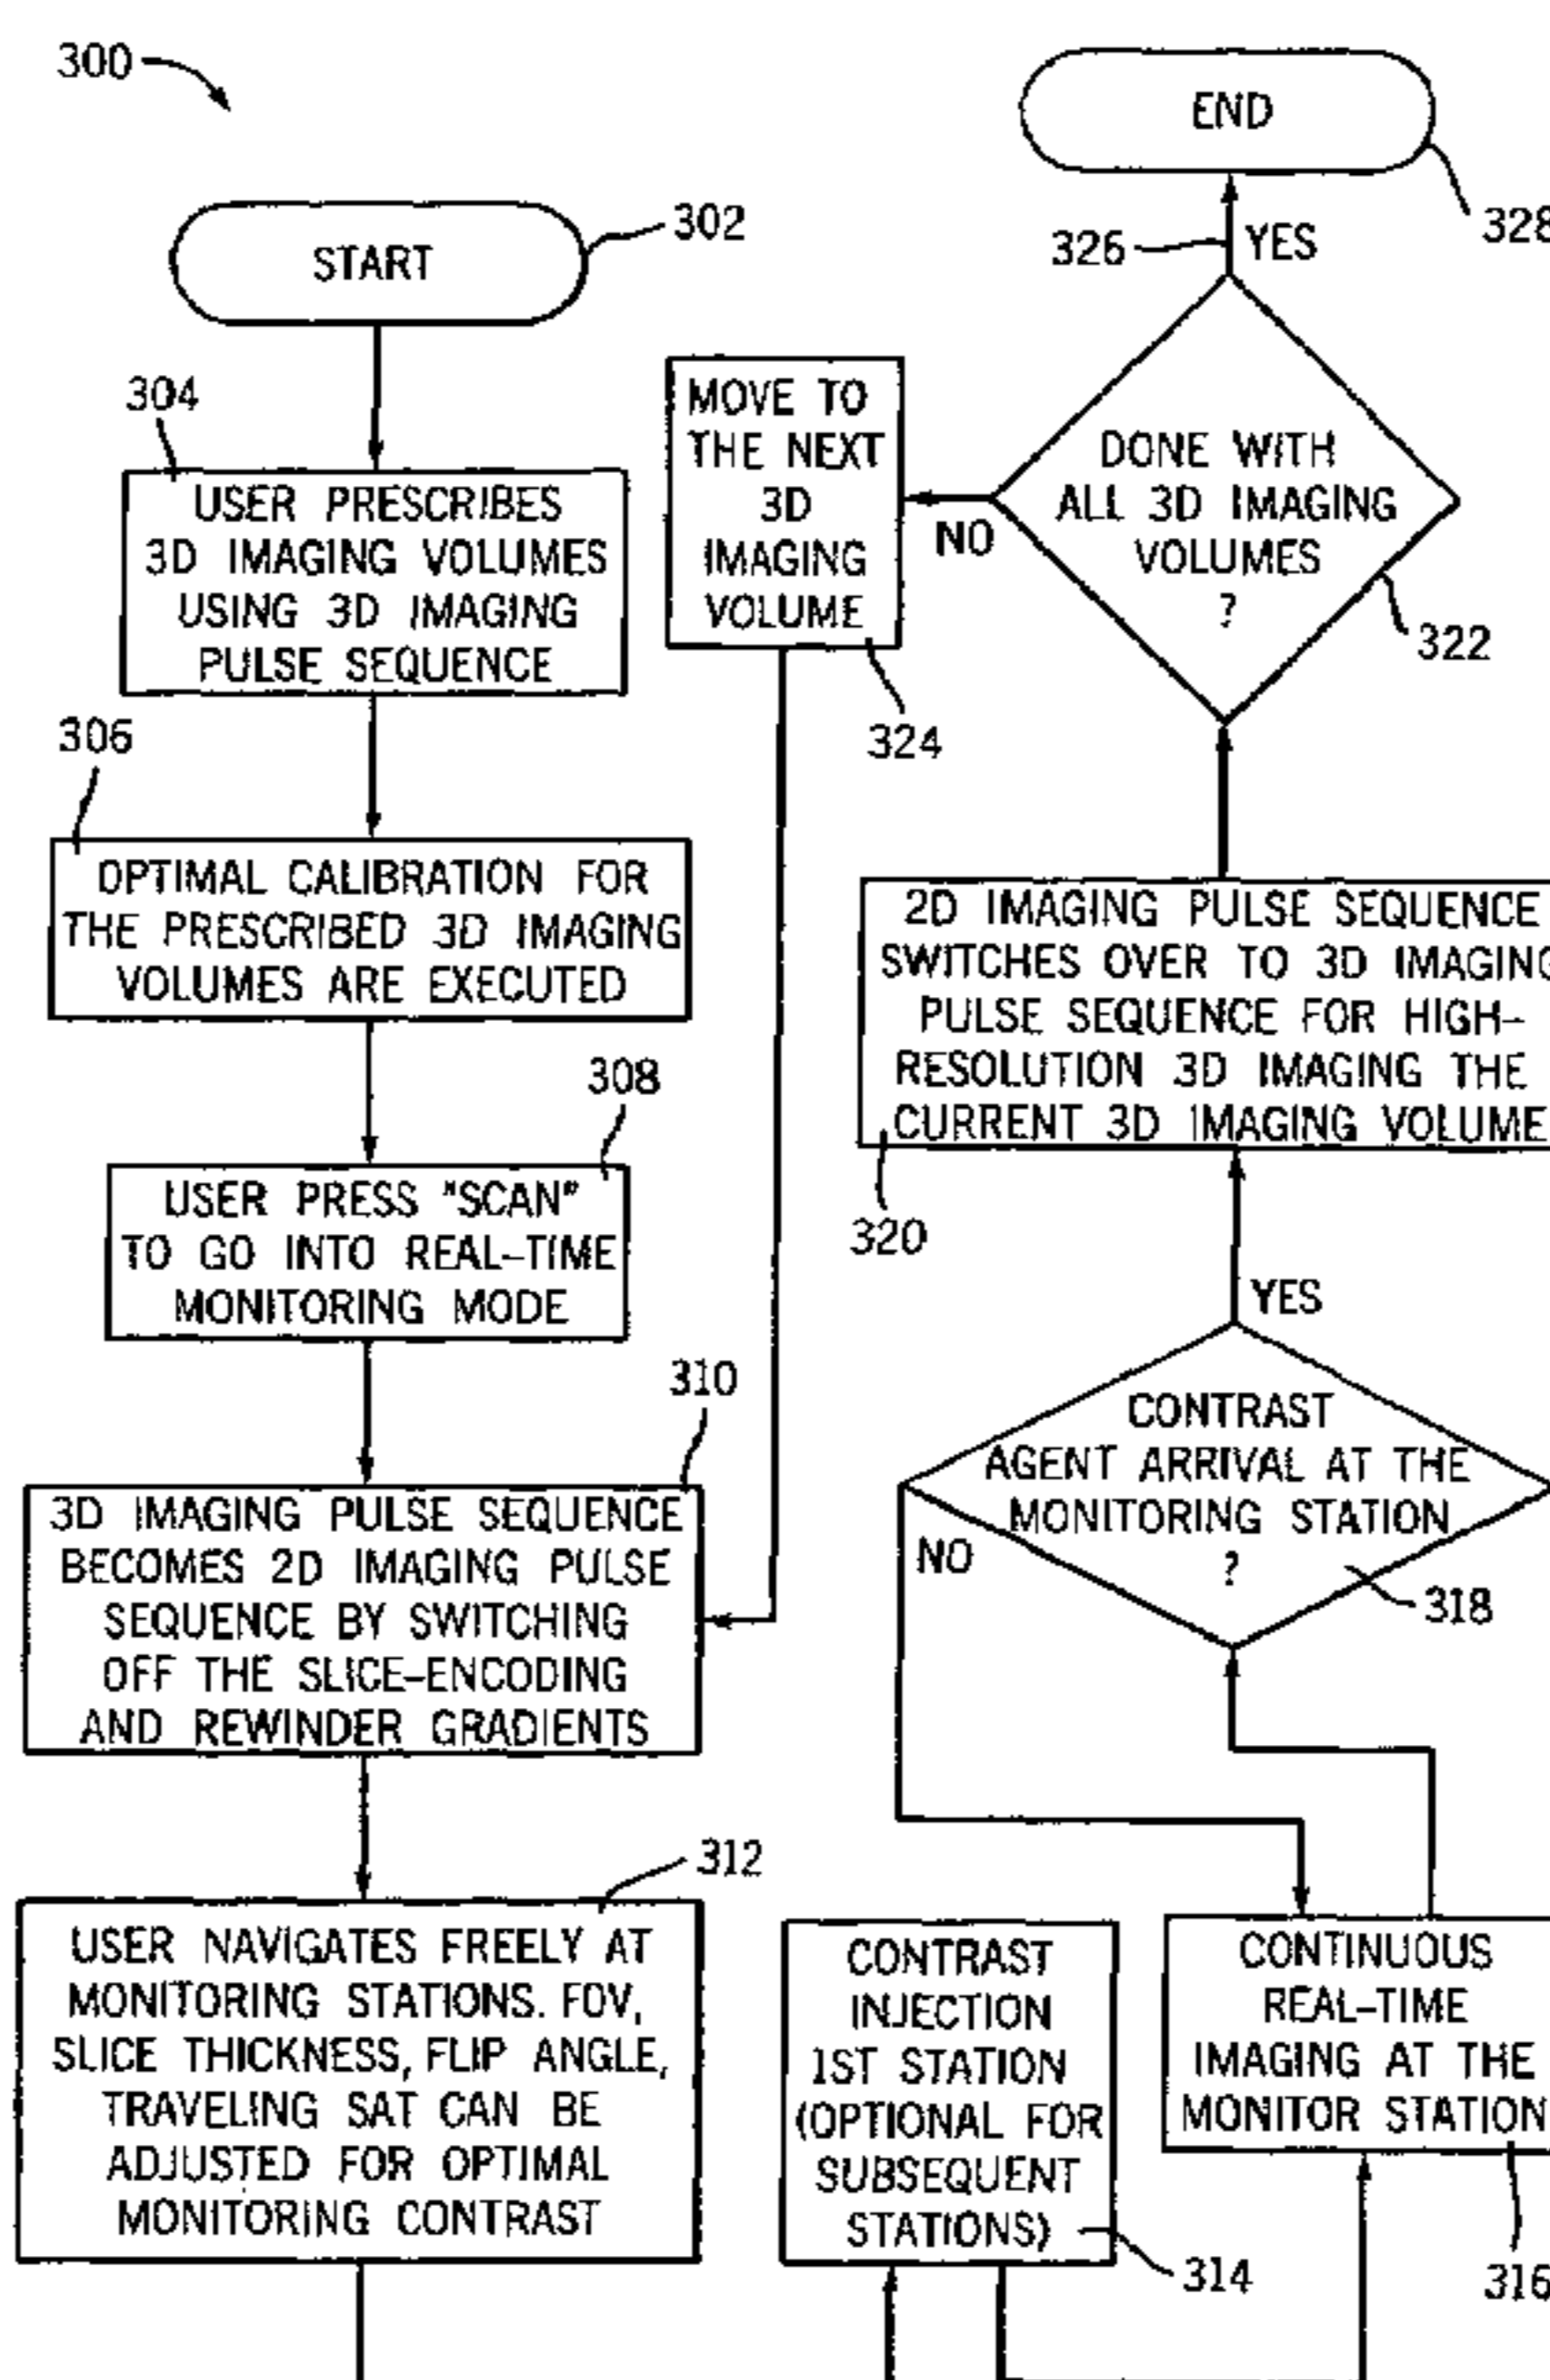 300
START
302
304
USER PRESCRIBES
3D IMAGING VOLUMES
USING 3D IMAGING
PULSE SEQUENCE
306
OPTIMAL CALIBRATION FOR
THE PRESCRIBED 3D IMAGING
VOLUMES ARE EXECUTED
308
USER PRESS "SCAN"
TO GO INTO REAL-TIME
MONITORING MODE
310
3D IMAGING PULSE SEQUENCE
BECOMES 2D IMAGING PULSE
SEQUENCE BY SWITCHING
OFF THE SLICE-ENCODING
AND REWINDER GRADIENTS
312
USER NAVIGATES FREELY AT
MONITORING STATIONS. FOV,
SLICE THICKNESS, FLIP ANGLE,
TRAVELING SAT CAN BE
ADJUSTED FOR OPTIMAL
MONITORING CONTRAST
CONTRAST
INJECTION
1ST STATION
(OPTIONAL FOR
SUBSEQUENT
STATIONS)
314
CONTINUOUS
REAL-TIME
IMAGING AT THE
MONITOR STATION
316
CONTRAST
AGENT ARRIVAL AT THE
MONITORING STATION
?
318
NO
YES
2D IMAGING PULSE SEQUENCE
SWITCHES OVER TO 3D IMAGING
PULSE SEQUENCE FOR HIGH-
RESOLUTION 3D IMAGING THE
CURRENT 3D IMAGING VOLUME
320
DONE WITH
ALL 3D IMAGING
VOLUMES
?
322
NO
MOVE TO
THE NEXT
3D
IMAGING
VOLUME
324
326
YES
END
328